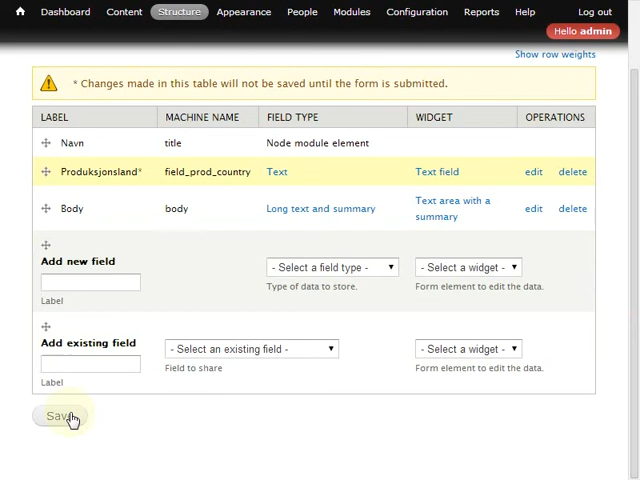 Dashboard Content Structure Appearance People Modules Configuration Reports Help Log out
Hello admin
Show row weights
* Changes made in this table will not be saved until the form is submitted.
LABEL MACHINE NAME FIELD TYPE WIDGET OPERATIONS
Navn title Node module element
Produksjonsland* field_prod_country Text Text field edit delete
Body body Long text and summary Text area with a summary edit delete
Add new field
- Select a field type - - Select a widget -
Label Type of data to store. Form element to edit the data.
Add existing field
- Select an existing field - - Select a widget -
Label Field to share Form element to edit the data.
Save